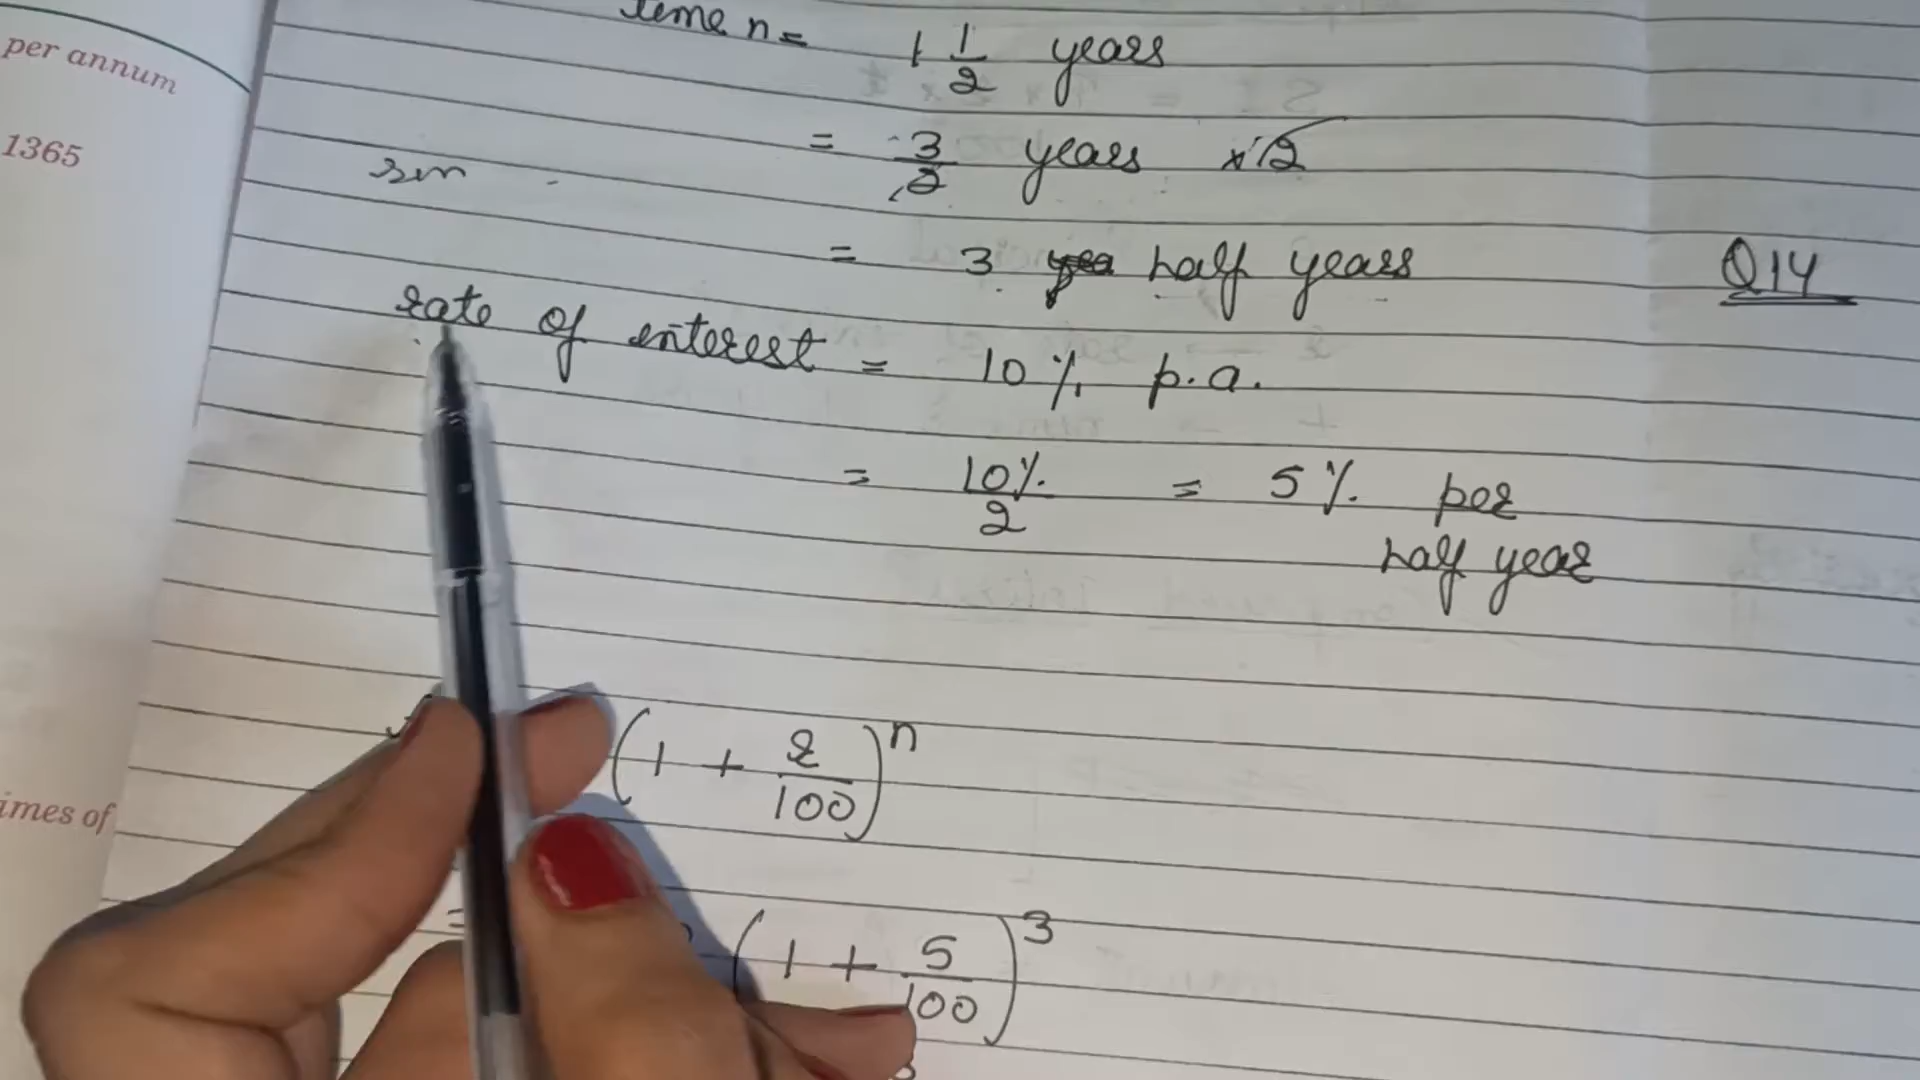 per annum
1365
imes of
time n = 1 1/2 years
= 3/2 years × 2
= 3 half years
Q14
rate of interest = 10% p.a.
= 10%/2 = 5% per
half year
(1 + r/100)^n
= (1 + 5/100)^3